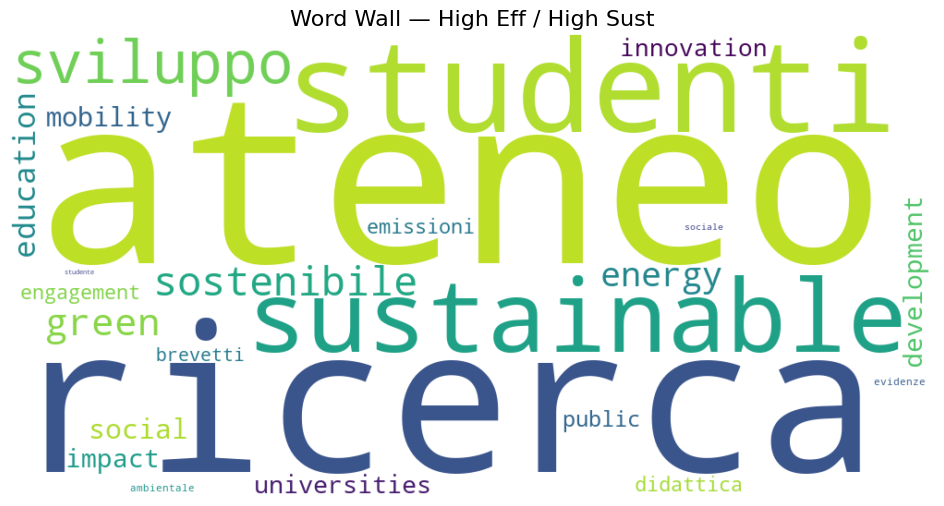 Word Wall — High Eff / High Sust
sviluppo
studenti
innovation
education
mobility
ateneo
emissioni
sociale
development
studente
sostenibile
energy
engagement
sustainable
green
brevetti
ricerca
evidenze
public
social
impact
ambientale
universities
didattica